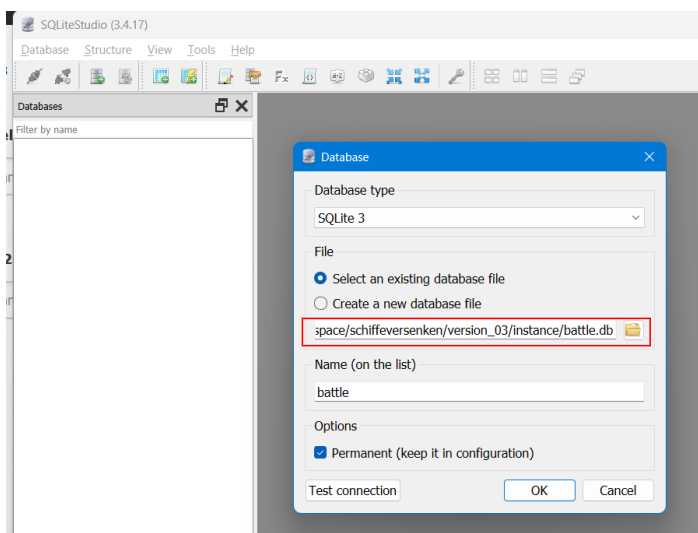 SQLiteStudio (3.4.17)
Database Structure View Tools Help
Databases
Filter by name
Database
Database type
SQLite 3
File
Select an existing database file
Create a new database file
space/schiffeversenken/version_03/instance/battle.db
Name (on the list)
battle
Options
Permanent (keep it in configuration)
Test connection
OK
Cancel